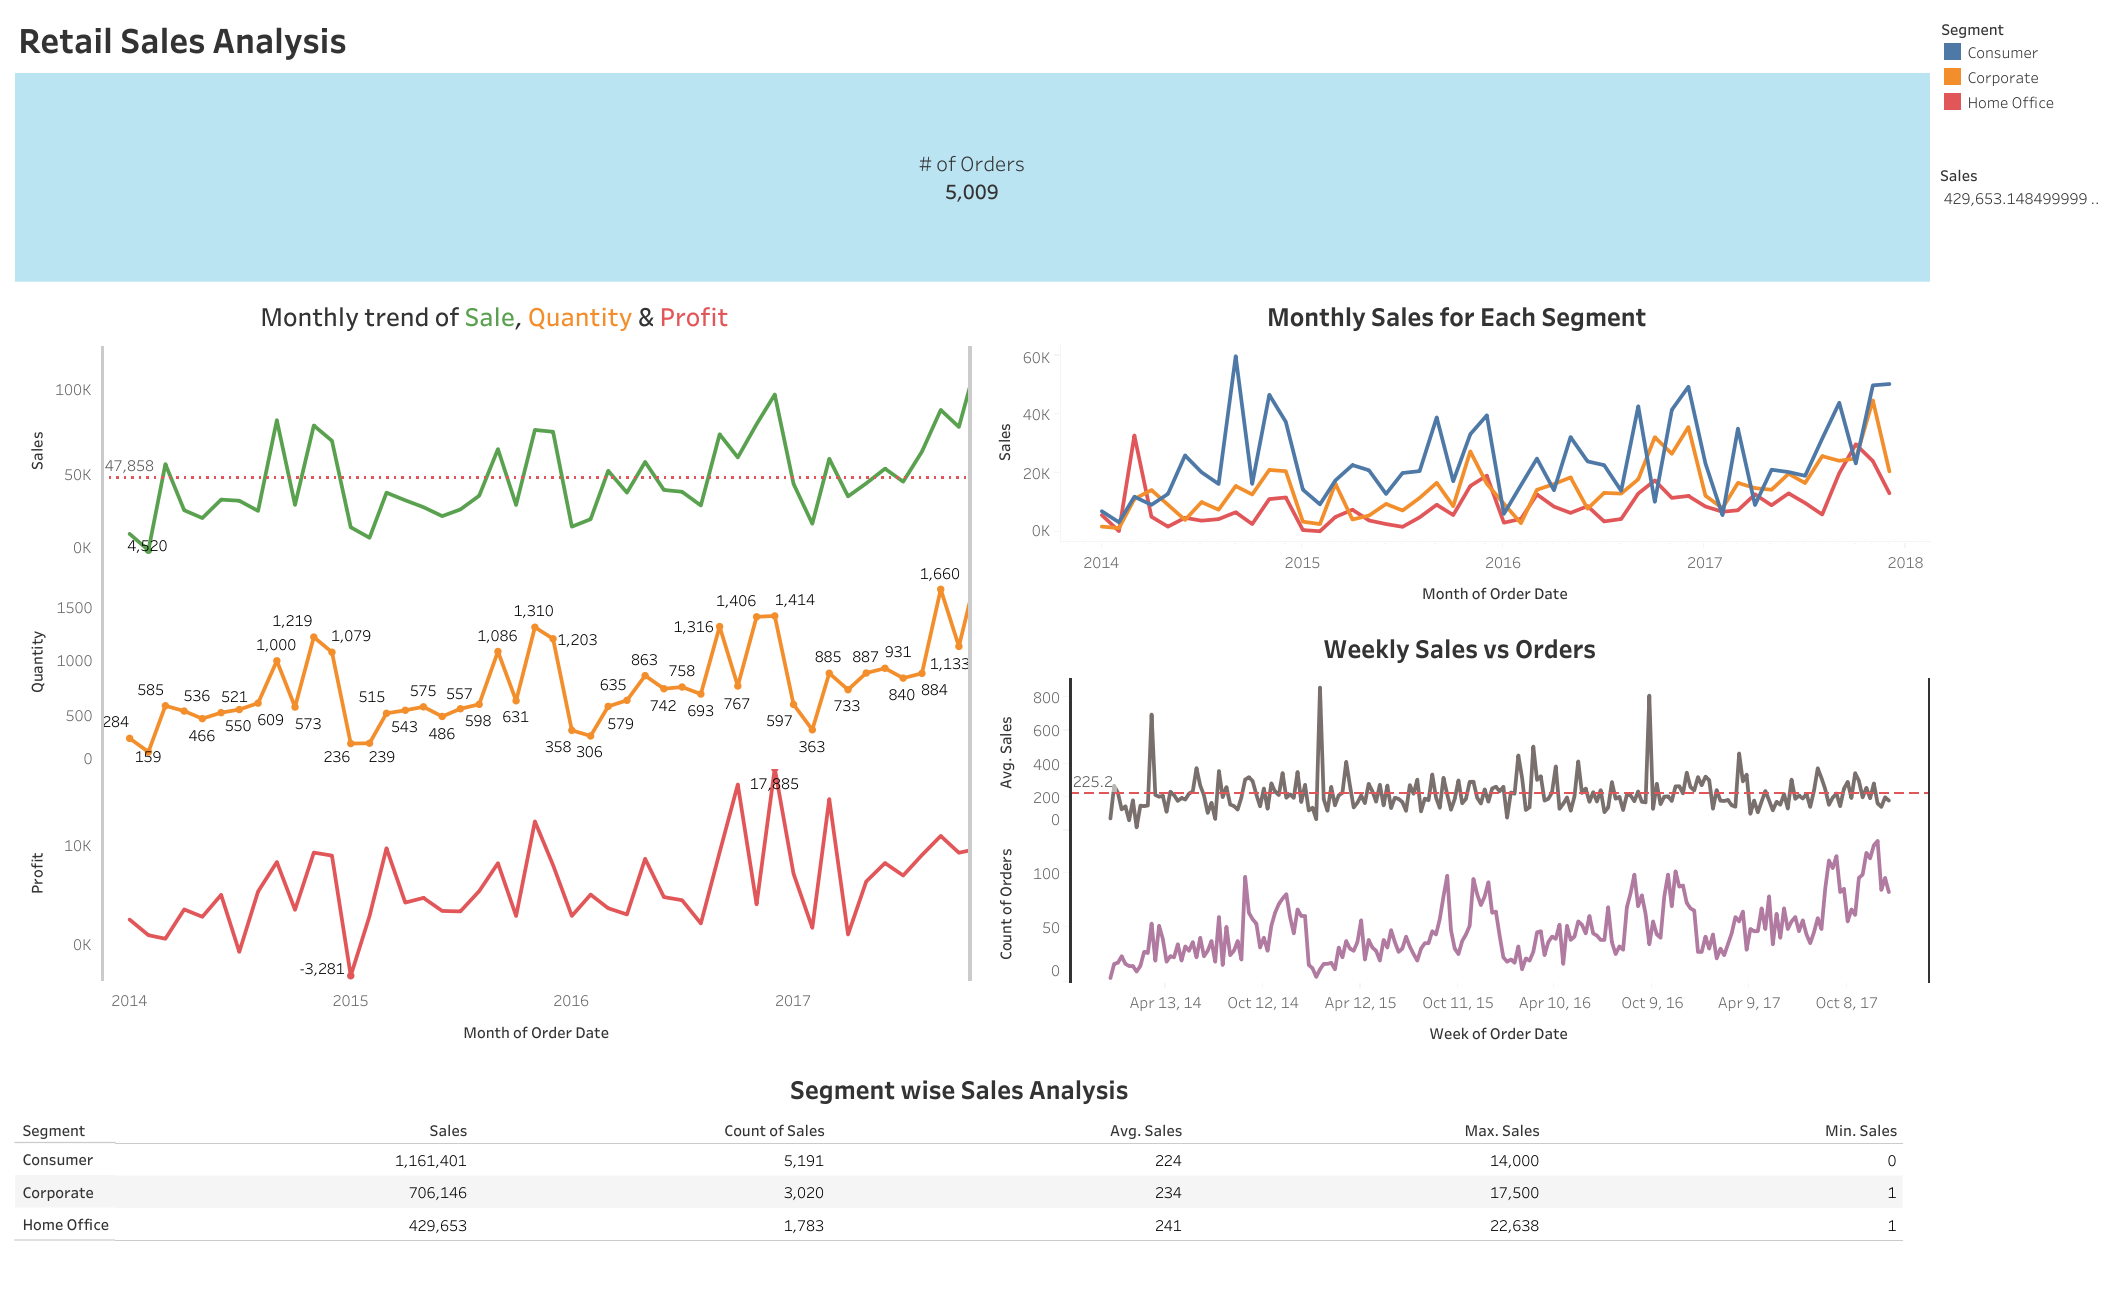 Retail Sales Analysis
Segment
Consumer
Corporate
Home Office
Sales
429,653.148499999 ..
# of Orders
5,009
Monthly trend of Sale, Quantity & Profit
Sales
100K
50K
0K
47,858
4,520
Quantity
1500
1000
500
0
284
159
585
536
466
521
550
609
1,000
573
1,219
1,079
236
239
515
543
575
486
557
598
1,086
631
1,310
1,203
358
306
579
635
863
742
758
693
1,316
767
1,406
1,414
597
363
885
733
887
931
840
884
1,660
1,133
Profit
10K
0K
17,885
-3,281
2014 2015 2016 2017
Month of Order Date
Monthly Sales for Each Segment
Sales
60K
40K
20K
0K
2014 2015 2016 2017 2018
Month of Order Date
Weekly Sales vs Orders
Avg. Sales
800
600
400
200
0
225.2
Count of Orders
100
50
0
Apr 13, 14 Oct 12, 14 Apr 12, 15 Oct 11, 15 Apr 10, 16 Oct 9, 16 Apr 9, 17 Oct 8, 17
Week of Order Date
Segment wise Sales Analysis
Segment Sales Count of Sales Avg. Sales Max. Sales Min. Sales
Consumer 1,161,401 5,191 224 14,000 0
Corporate 706,146 3,020 234 17,500 1
Home Office 429,653 1,783 241 22,638 1